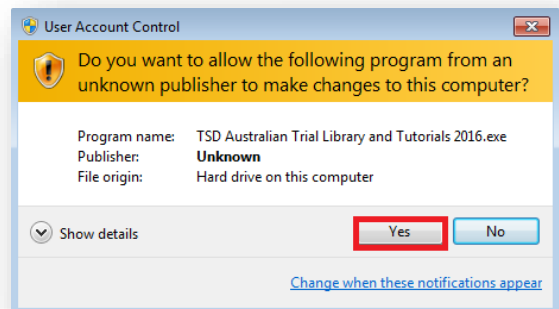 User Account Control
Do you want to allow the following program from an
unknown publisher to make changes to this computer?
Program name: TSD Australian Trial Library and Tutorials 2016.exe
Publisher: Unknown
File origin: Hard drive on this computer
Show details Yes No
Change when these notifications appear